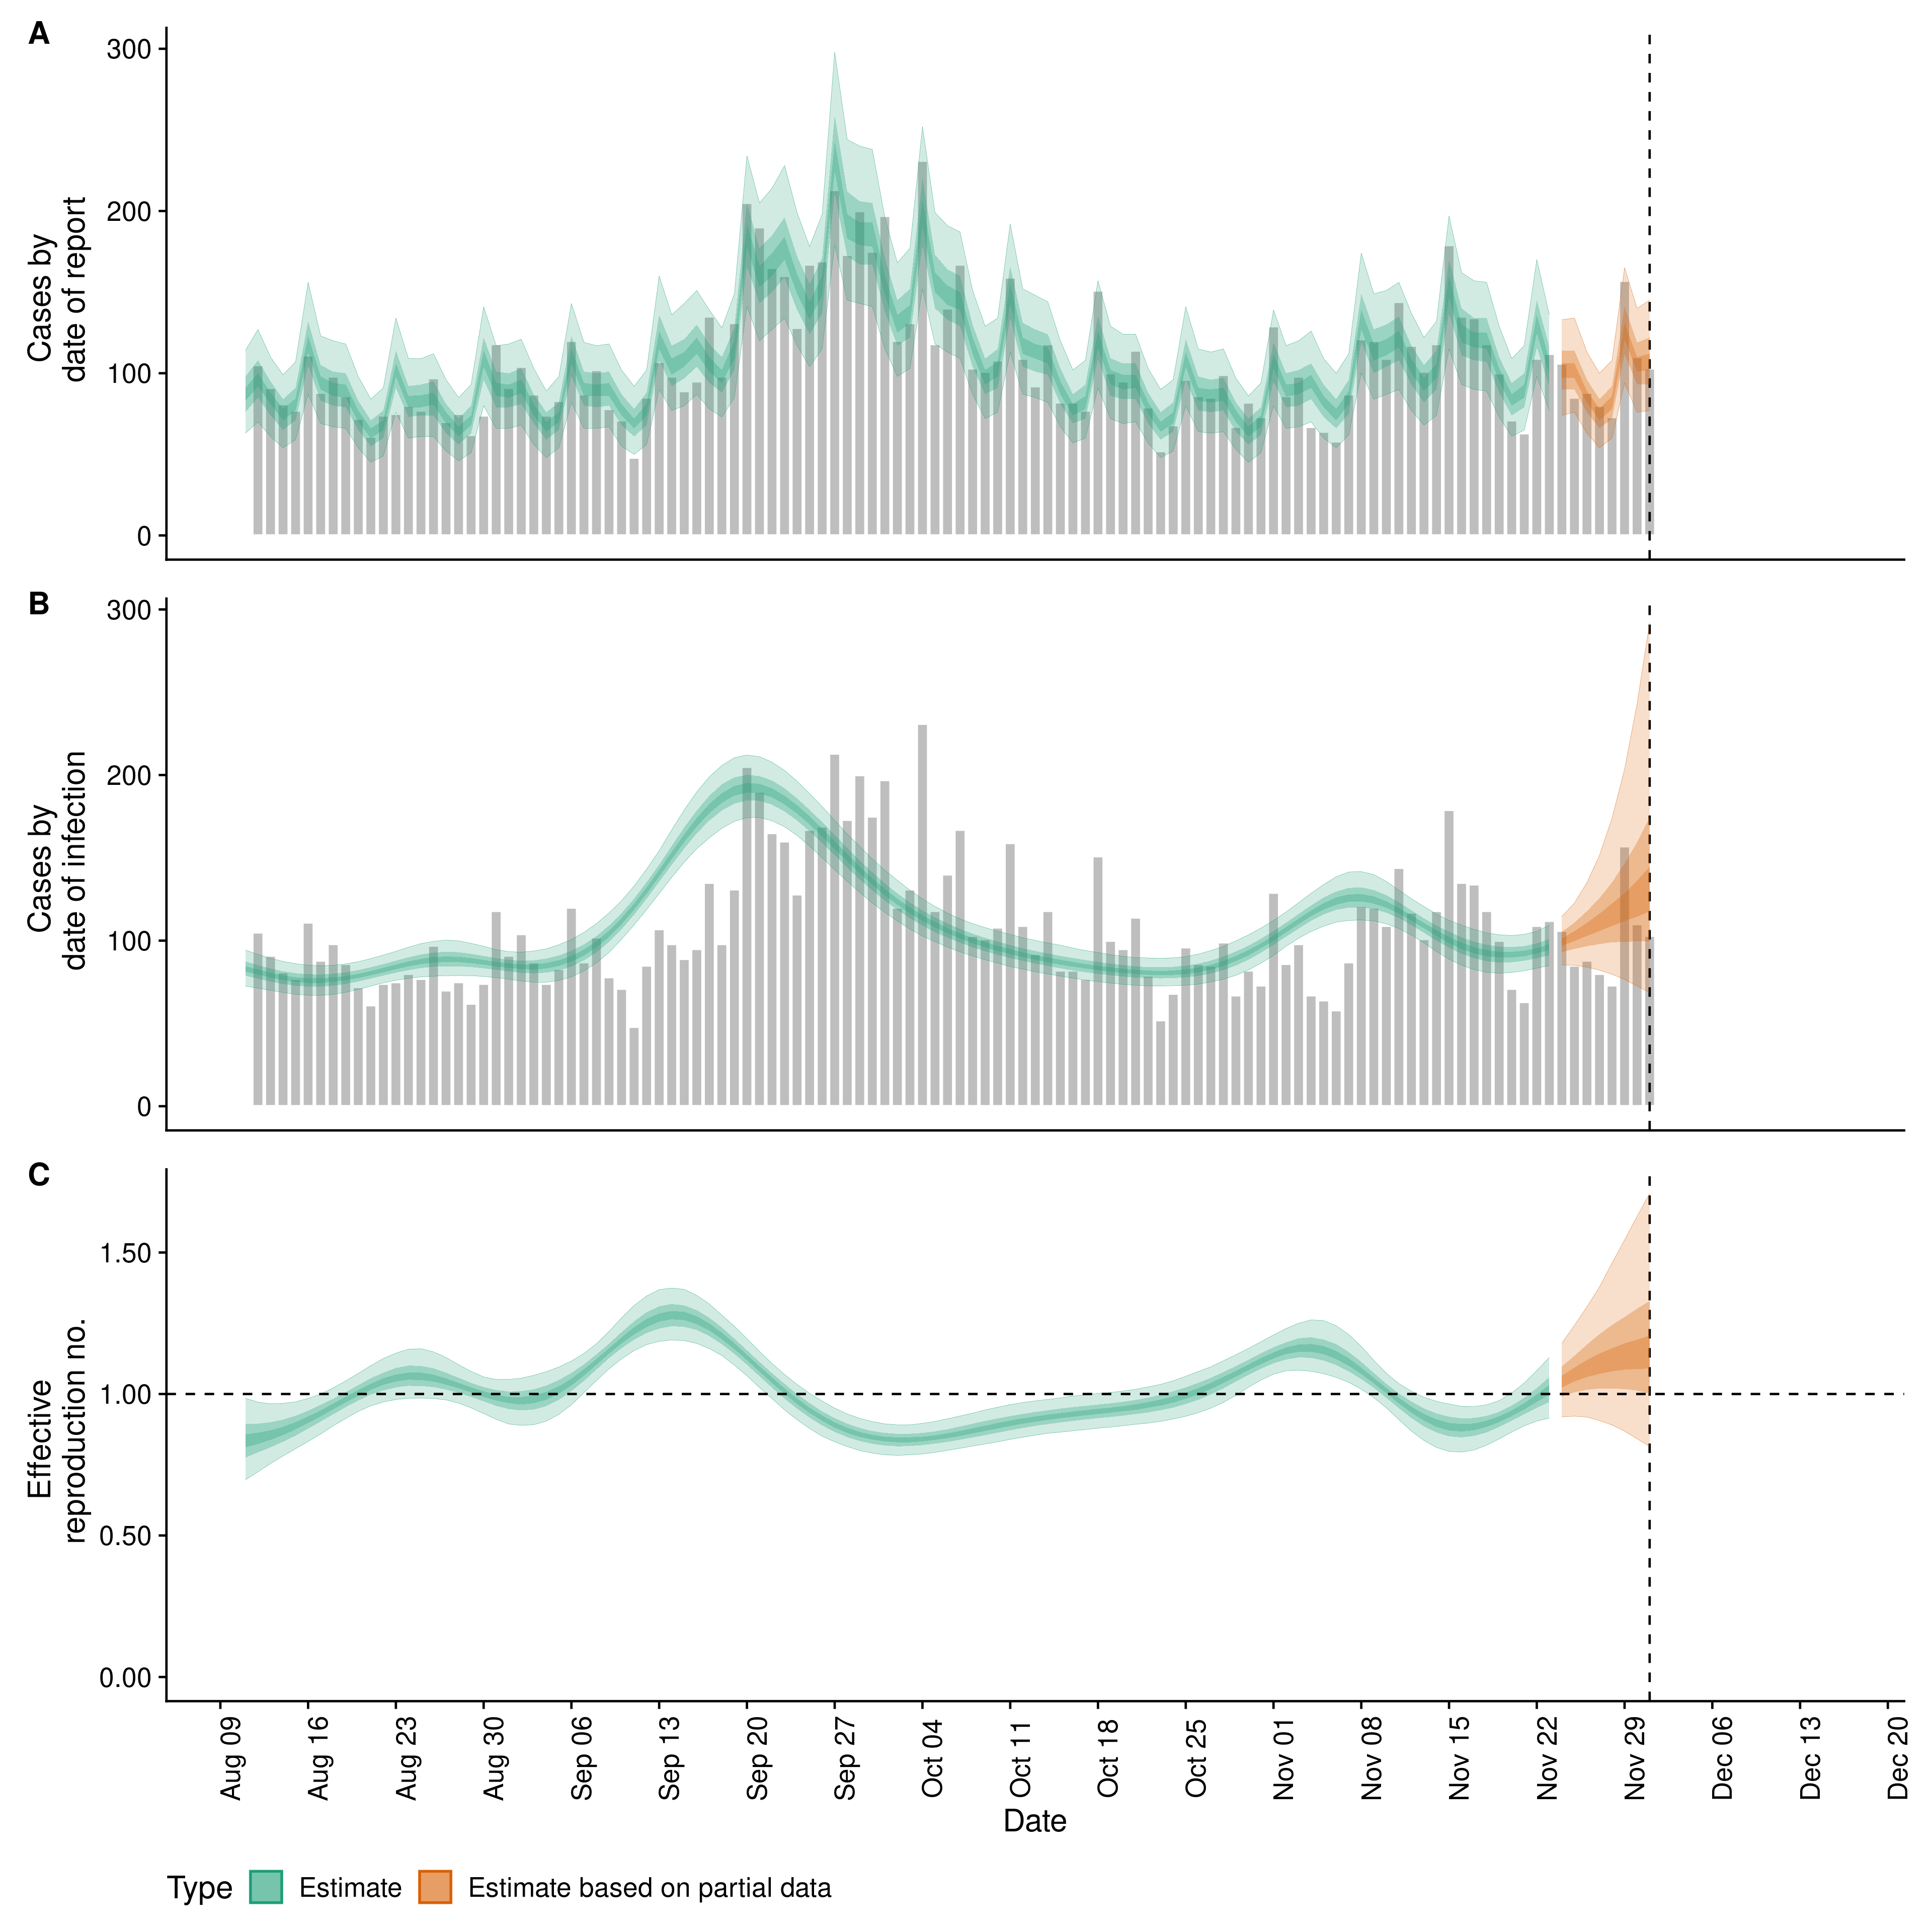 A
Cases by
date of report
300
200
100
0
B
Cases by
date of infection
300
200
100
0
C
Effective
reproduction no.
1.50
1.00
0.50
0.00
Aug 09
Aug 16
Aug 23
Aug 30
Sep 06
Sep 13
Sep 20
Sep 27
Oct 04
Oct 11
Oct 18
Oct 25
Nov 01
Nov 08
Nov 15
Nov 22
Nov 29
Dec 06
Dec 13
Dec 20
Date
Type Estimate Estimate based on partial data